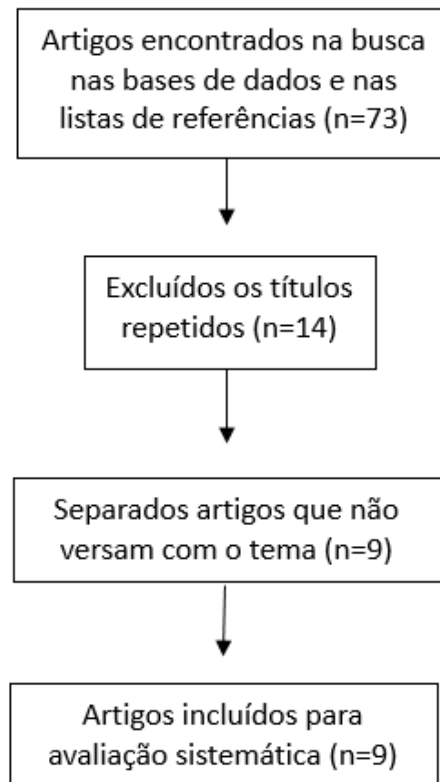 Artigos encontrados na busca
nas bases de dados e nas
listas de referências (n=73)
Excluídos os títulos
repetidos (n=14)
Separados artigos que não
versam com o tema (n=9)
Artigos incluídos para
avaliação sistemática (n=9)